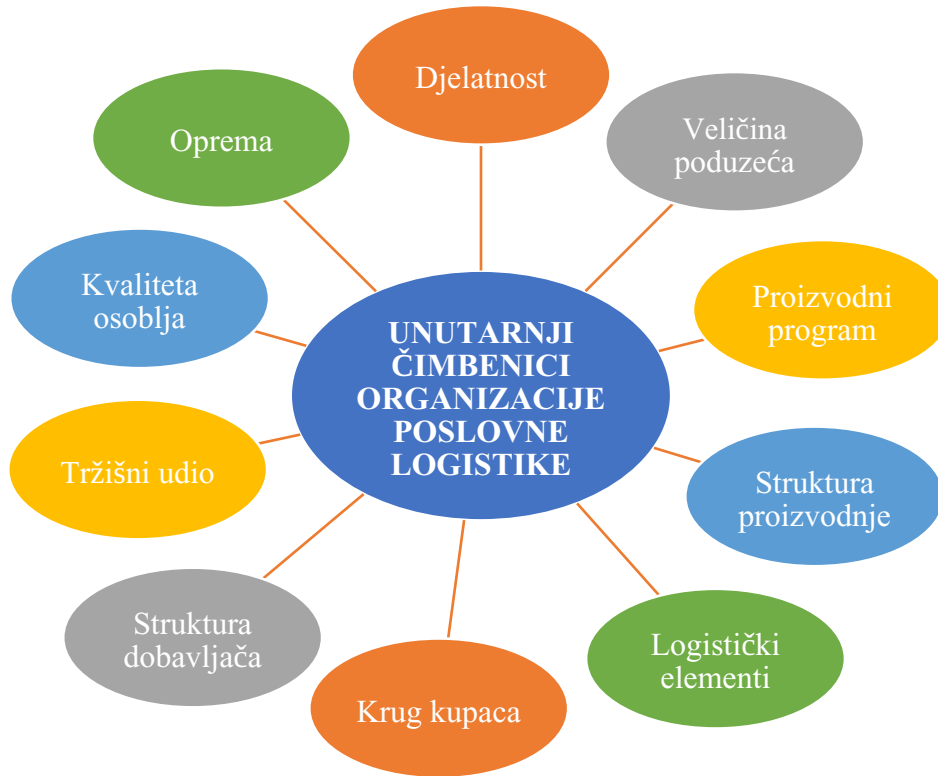 Djelatnost
Veličina
poduzeća
Oprema
Kvaliteta
osoblja
Proizvodni
program
UNUTARNJI
ČIMBENICI
ORGANIZACIJE
POSLOVNE
LOGISTIKE
Tržišni udio
Struktura
proizvodnje
Struktura
dobavljača
Logistički
elementi
Krug kupaca